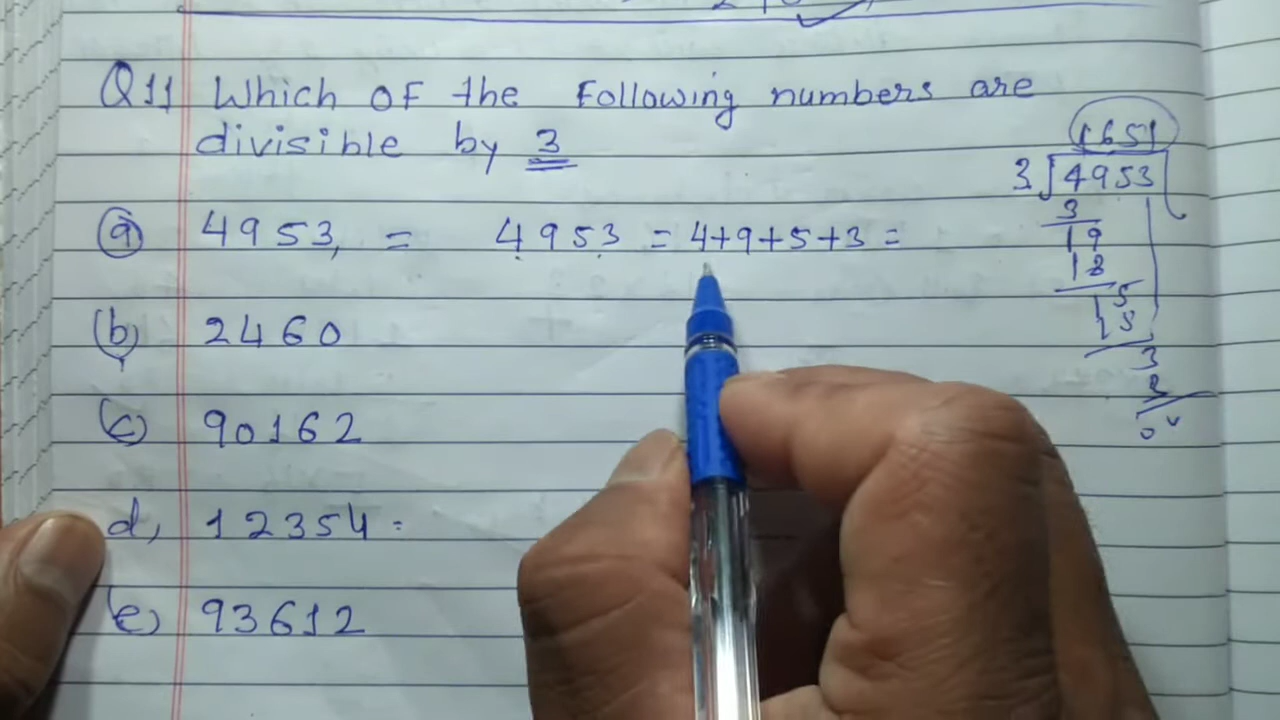 Q11 Which of the Following numbers are
divisible by 3
(a) 4953, = 4953 = 4+9+5+3 =
(b) 2460
(c) 90162
d, 12354 =
(e) 93612
1651
3 4953
3
19
18
15
15
3
3
0